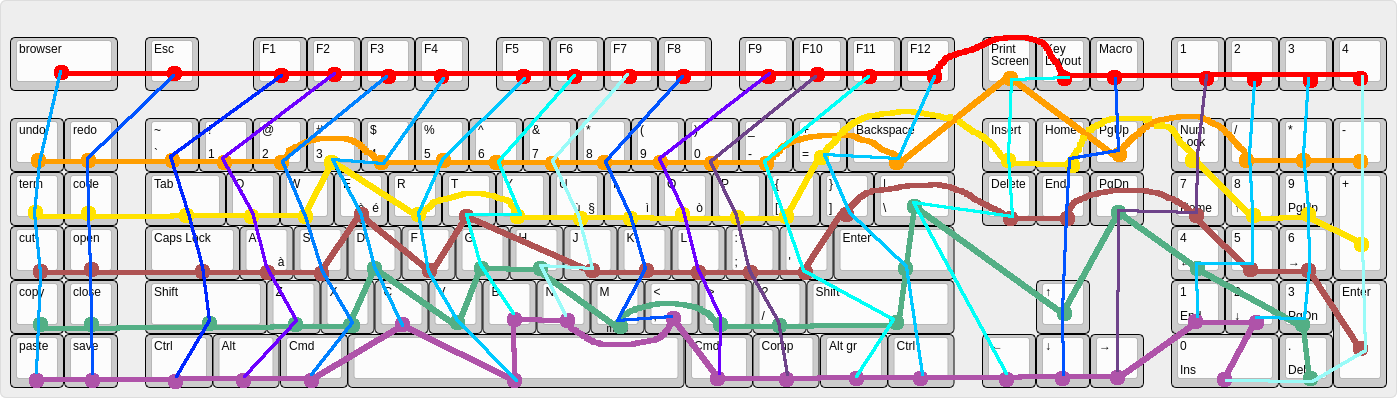 browser Esc F1 F2 F3 F4 F5 F6 F7 F8 F9 F10 F11 F12 Print Key Macro 1 2 3 4
Screen Layout
undo redo ~ ! @ # $ % ^ & * ( ) _ + Backspace Insert Home PgUp Num / * -
` 1 2 3 4 5 6 7 8 9 0 - = Lock
term code Tab Q W E R T Y U I O P { } | Delete End PgDn 7 8 9 +
è é ù § ì ò [ ] \ Home ↑ PgUp
cut open Caps Lock A S D F G H J K L : " Enter 4 5 6
à ; ' ← →
copy close Shift Z X C V B N M < > ? Shift ↑ 1 2 3 Enter
m / End ↓ PgDn
paste save Ctrl Alt Cmd Cmd Comp Alt gr Ctrl ← ↓ → 0 .
Ins Del